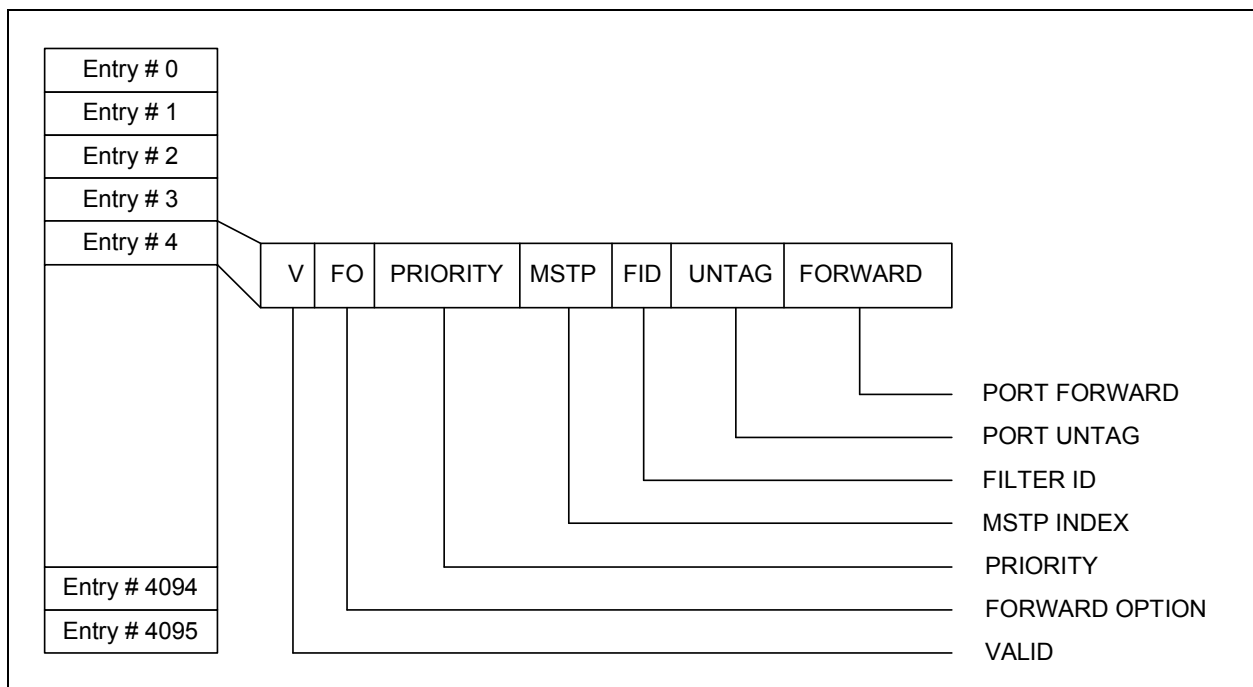 Entry # 0
Entry # 1
Entry # 2
Entry # 3
Entry # 4
V FO PRIORITY MSTP FID UNTAG FORWARD
PORT FORWARD
PORT UNTAG
FILTER ID
MSTP INDEX
PRIORITY
FORWARD OPTION
VALID
Entry # 4094
Entry # 4095